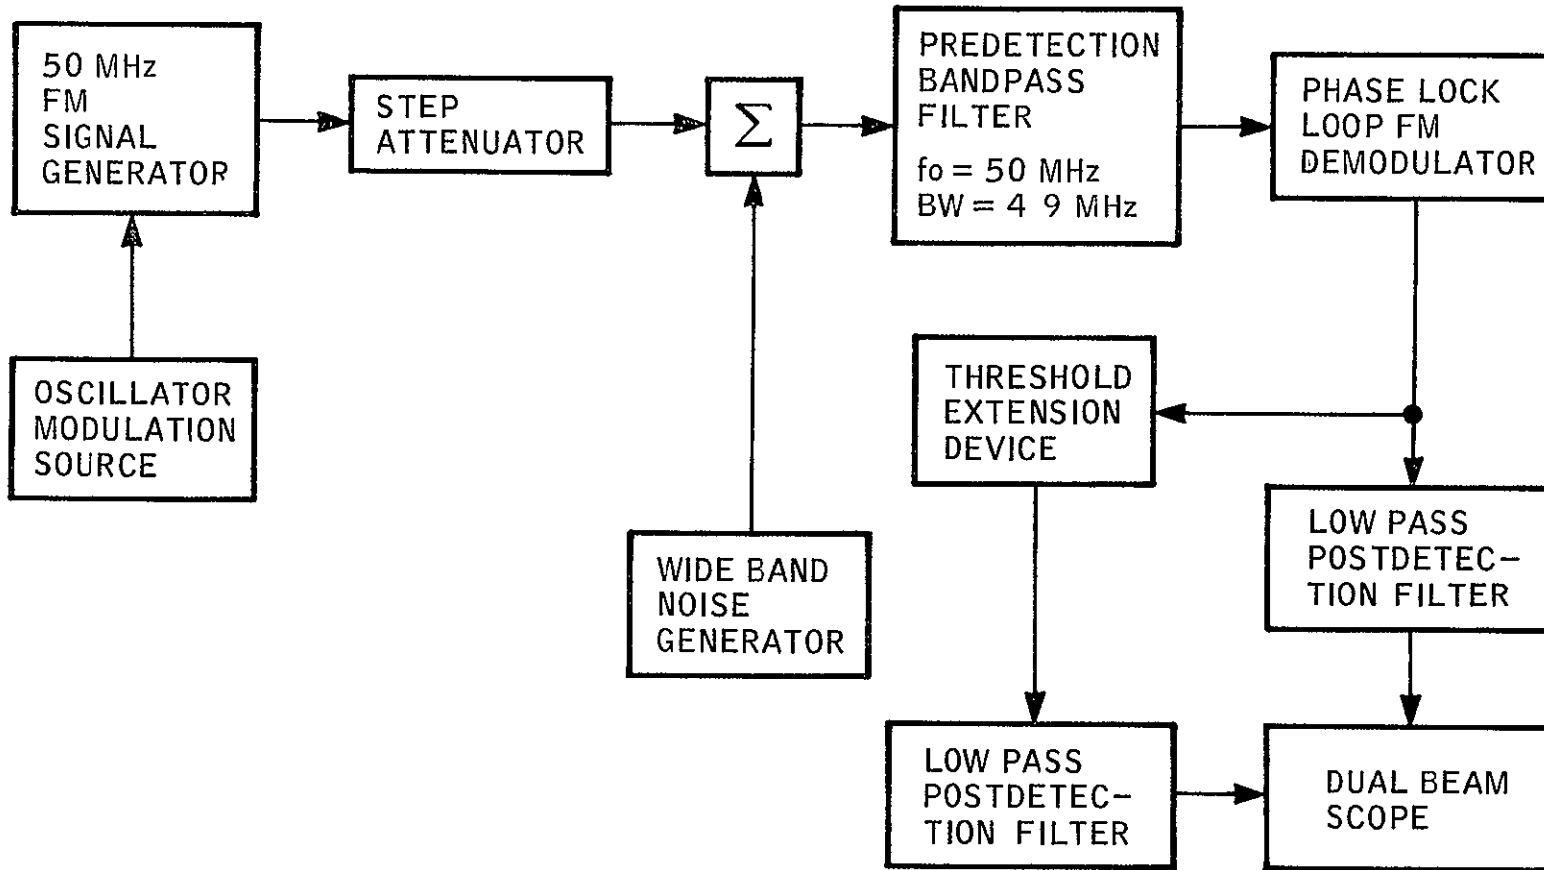 50 MHz
FM
SIGNAL
GENERATOR
STEP
ATTENUATOR
Σ
PREDETECTION
BANDPASS
FILTER
fo = 50 MHz
BW = 4 9 MHz
PHASE LOCK
LOOP FM
DEMODULATOR
OSCILLATOR
MODULATION
SOURCE
THRESHOLD
EXTENSION
DEVICE
WIDE BAND
NOISE
GENERATOR
LOW PASS
POSTDETEC-
TION FILTER
LOW PASS
POSTDETEC-
TION FILTER
DUAL BEAM
SCOPE